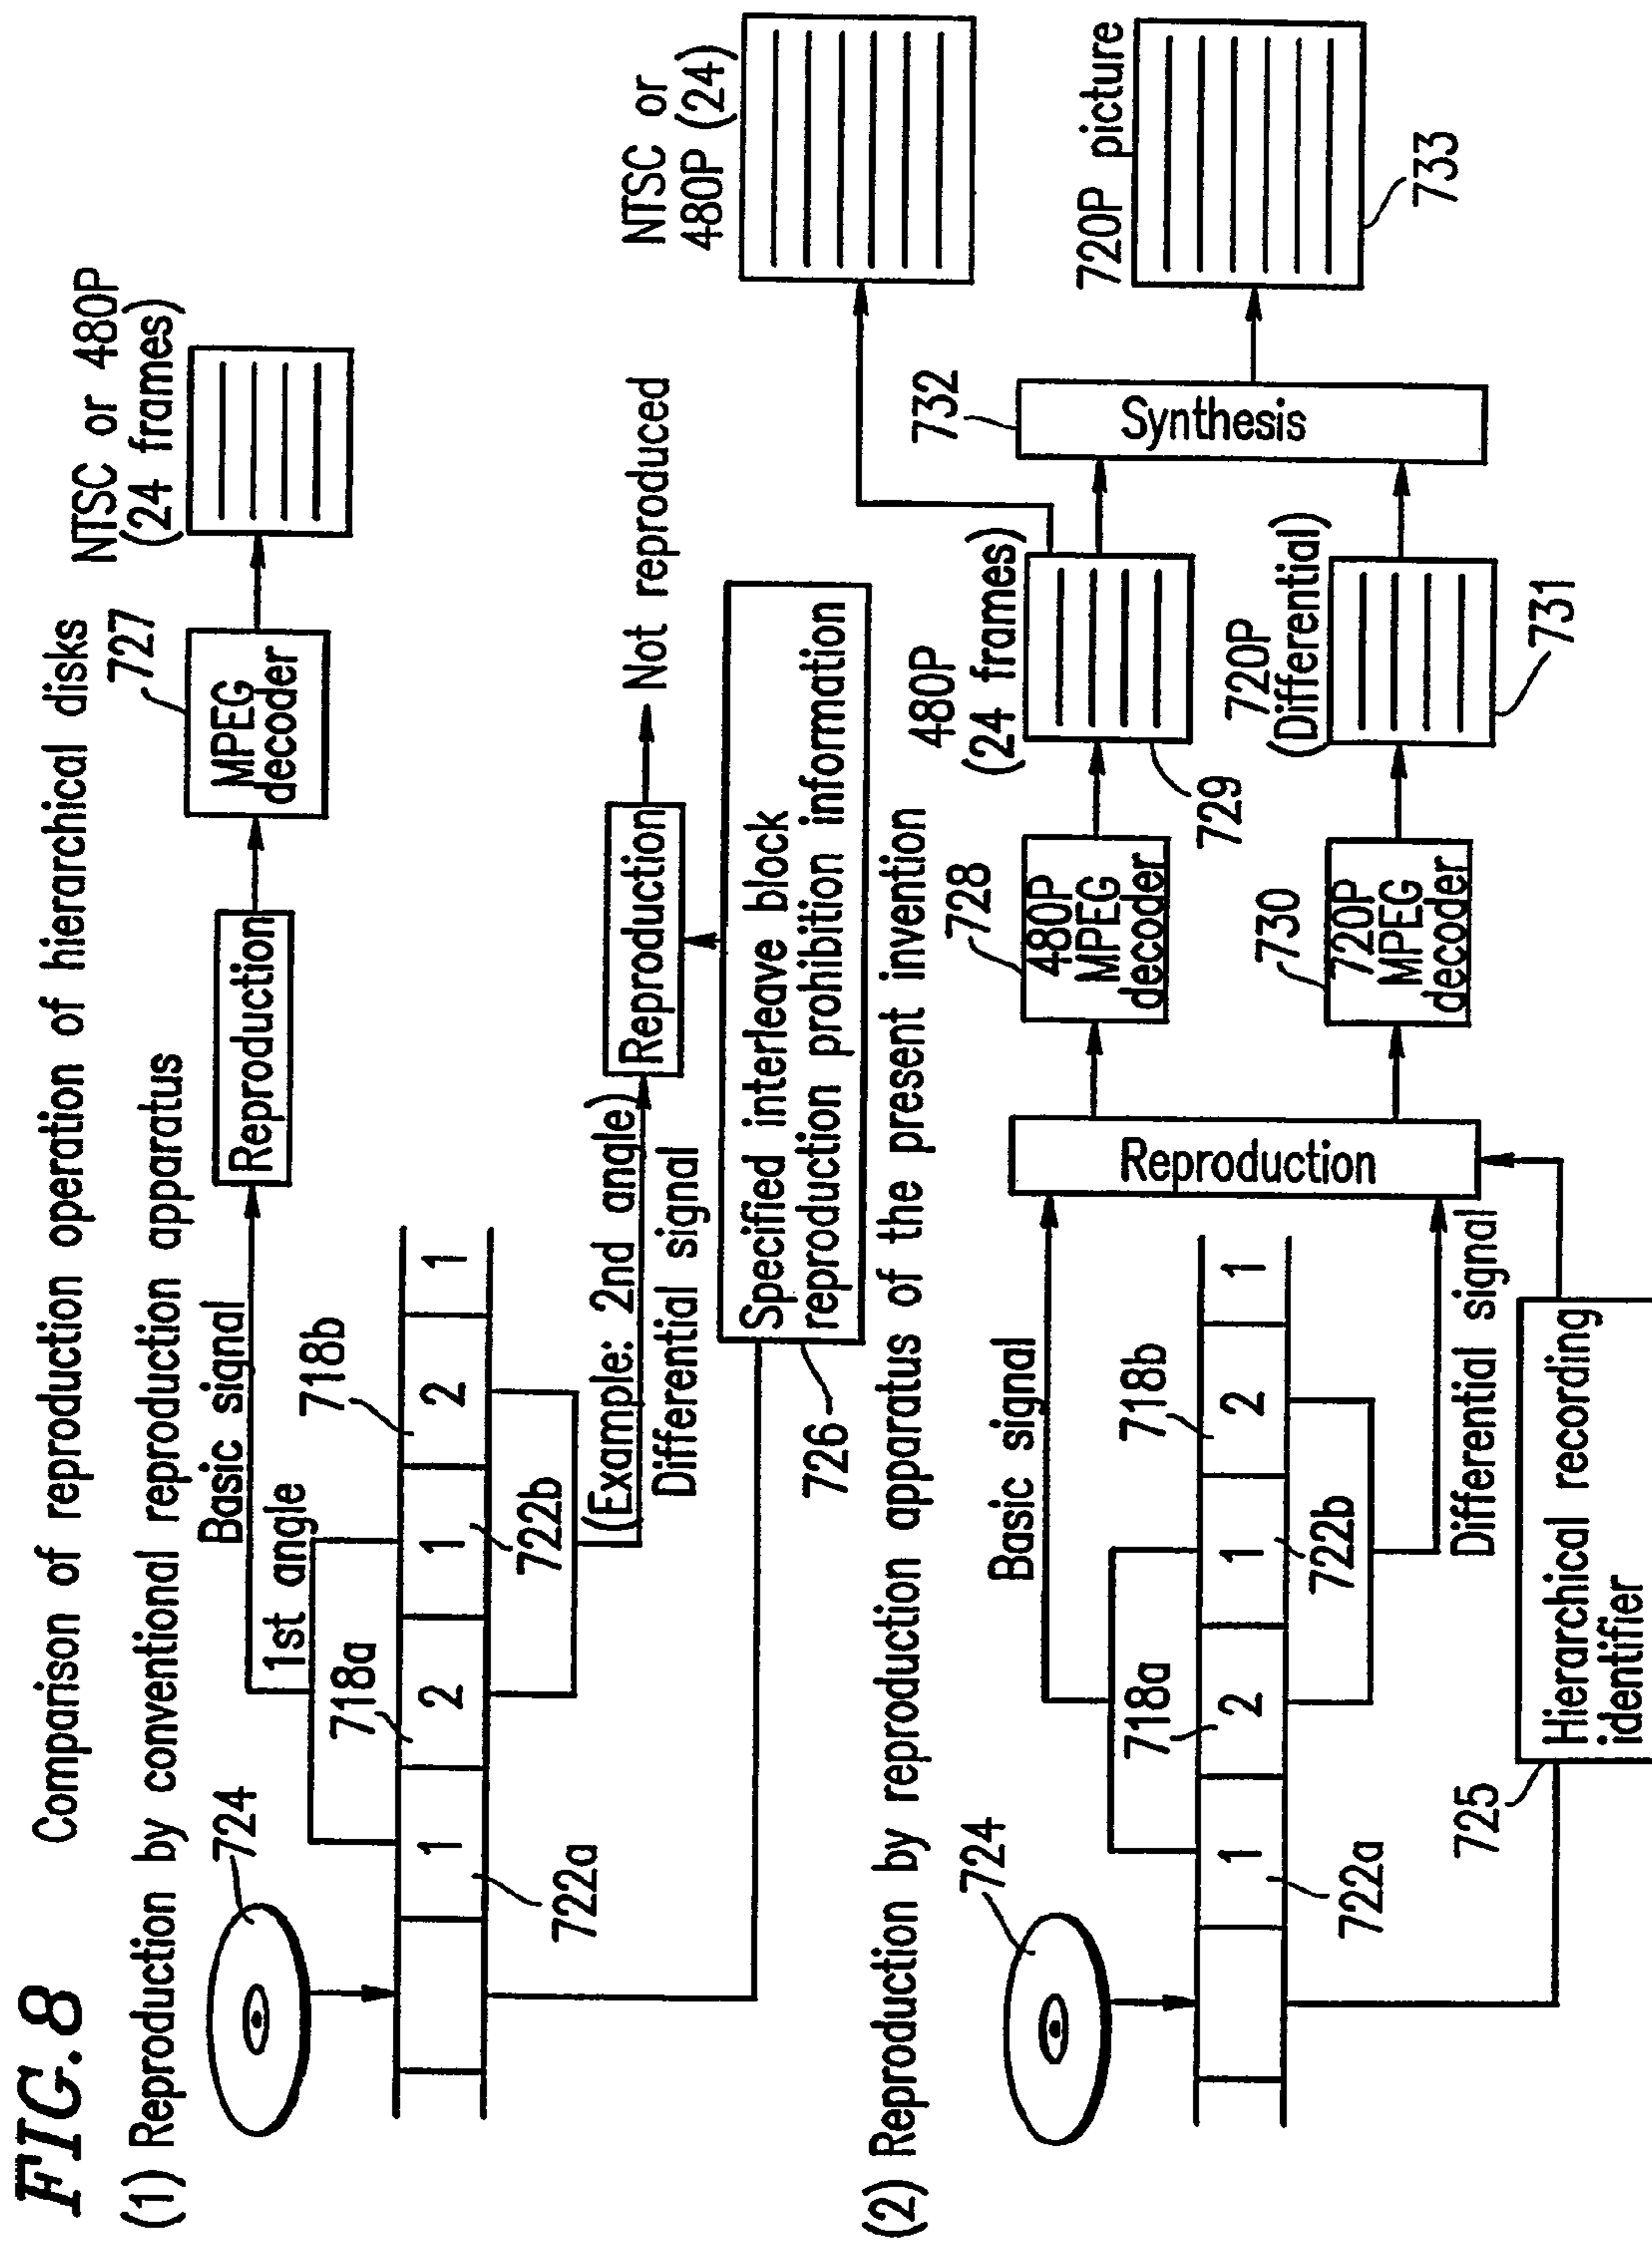 FIG.8
Comparison of reproduction operation of hierarchical disks
(1) Reproduction by conventional reproduction apparatus
724
Basic signal
1st angle
718a
718b
1
2
1
2
1
722a
722b
(Example: 2nd angle)
Differential signal
Reproduction
727
MPEG
decoder
NTSC or 480P
(24 frames)
Reproduction
Not reproduced
Specified interleave block
reproduction prohibition information
726
(2) Reproduction by reproduction apparatus of the present invention
724
Basic signal
718a
718b
1
2
1
2
1
722a
722b
Differential signal
725
Hierarchical recording
identifier
Reproduction
728
480P
MPEG
decoder
480P
(24 frames)
729
730
720P
MPEG
decoder
720P
(Differential)
731
732
Synthesis
NTSC or
480P (24)
720P picture
733